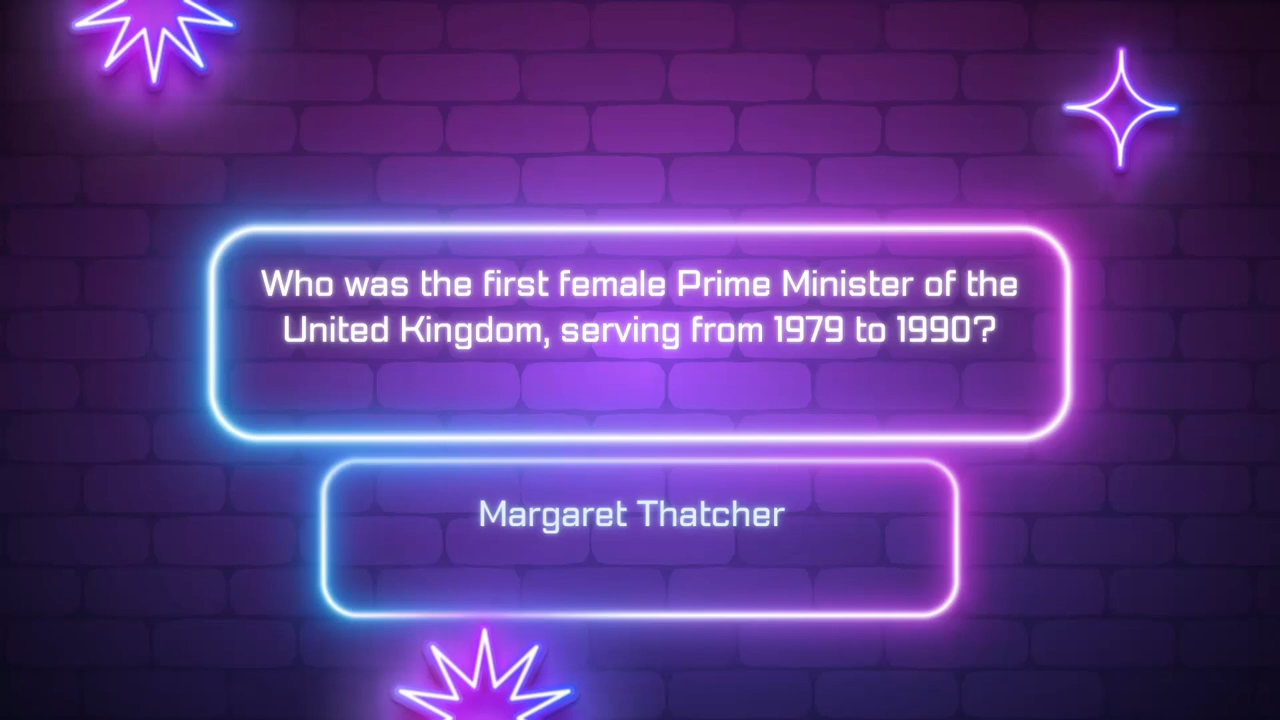 Who was the first female Prime Minister of the
United Kingdom, serving from 1979 to 1990?
Margaret Thatcher